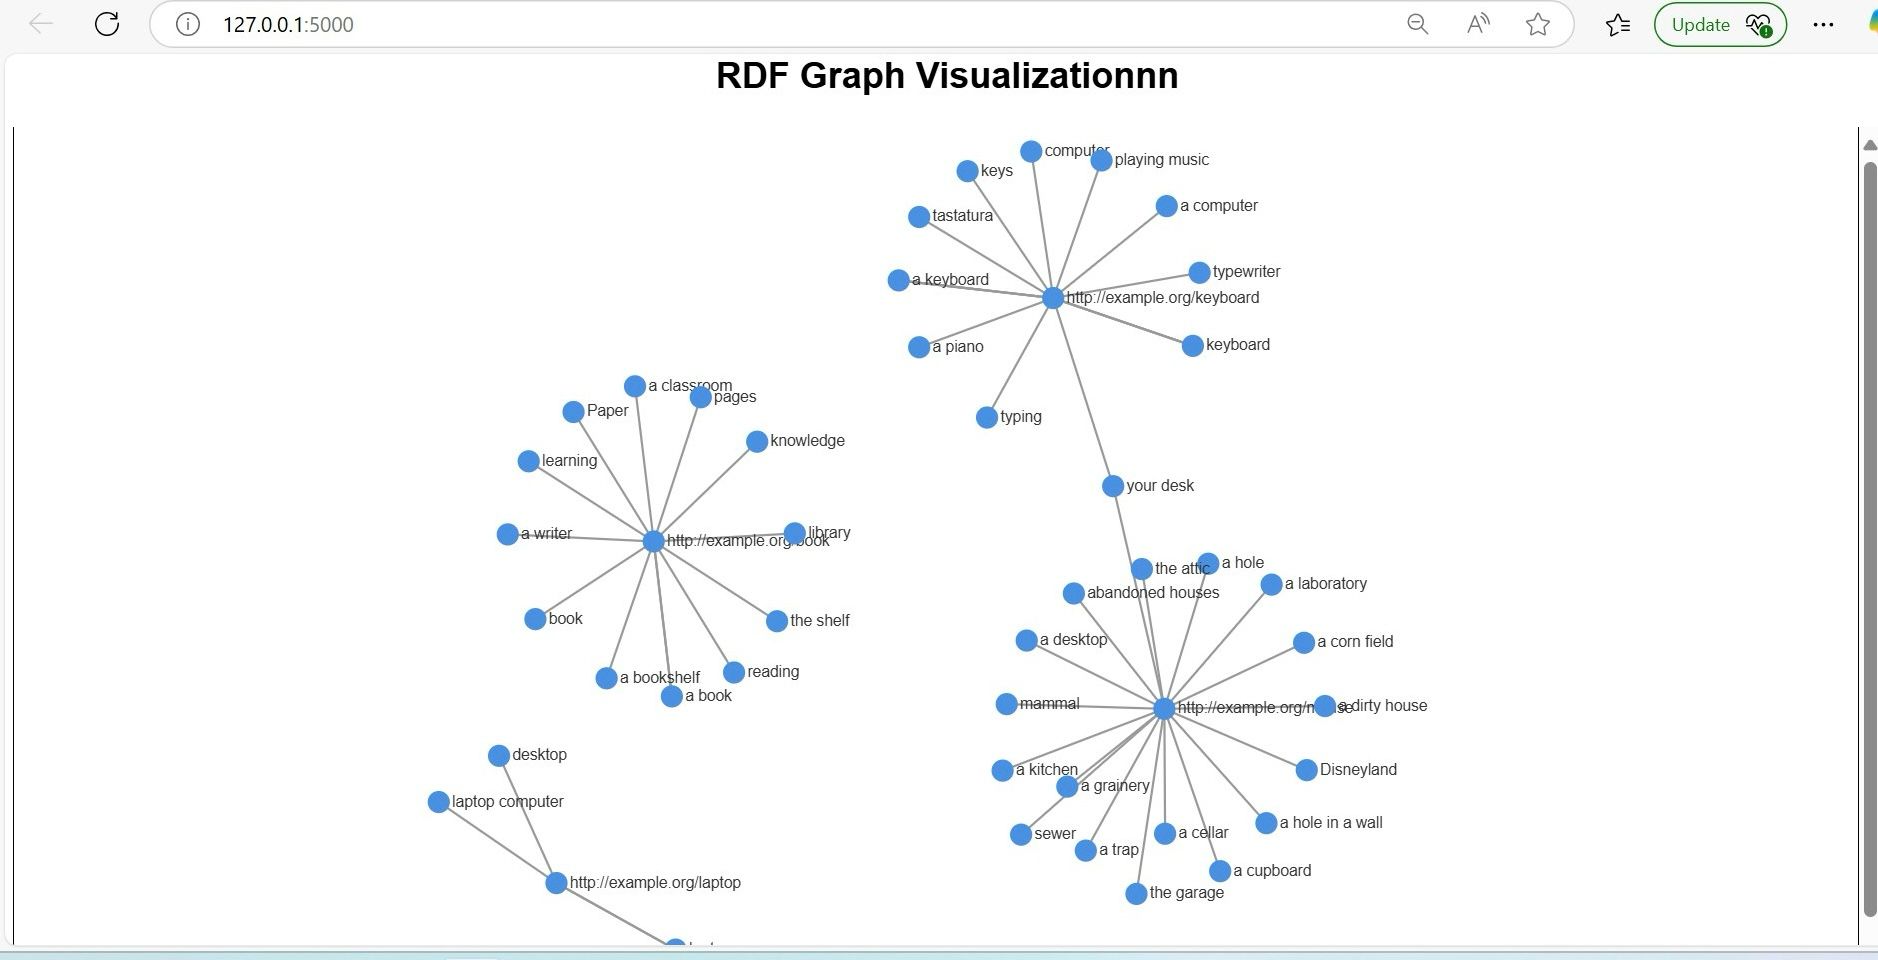 127.0.0.1:5000
Update
RDF Graph Visualizationnn
computer
playing music
keys
a computer
tastatura
typewriter
a keyboard
http://example.org/keyboard
keyboard
a piano
typing
a classroom
pages
Paper
knowledge
learning
your desk
a writer
library
http://example.org/book
the attic
a hole
a laboratory
abandoned houses
book
the shelf
a desktop
a corn field
a bookshelf
reading
a book
mammal
http://example.org/mouse
a dirty house
desktop
a kitchen
Disneyland
a grainery
laptop computer
sewer
a cellar
a hole in a wall
a trap
a cupboard
http://example.org/laptop
the garage